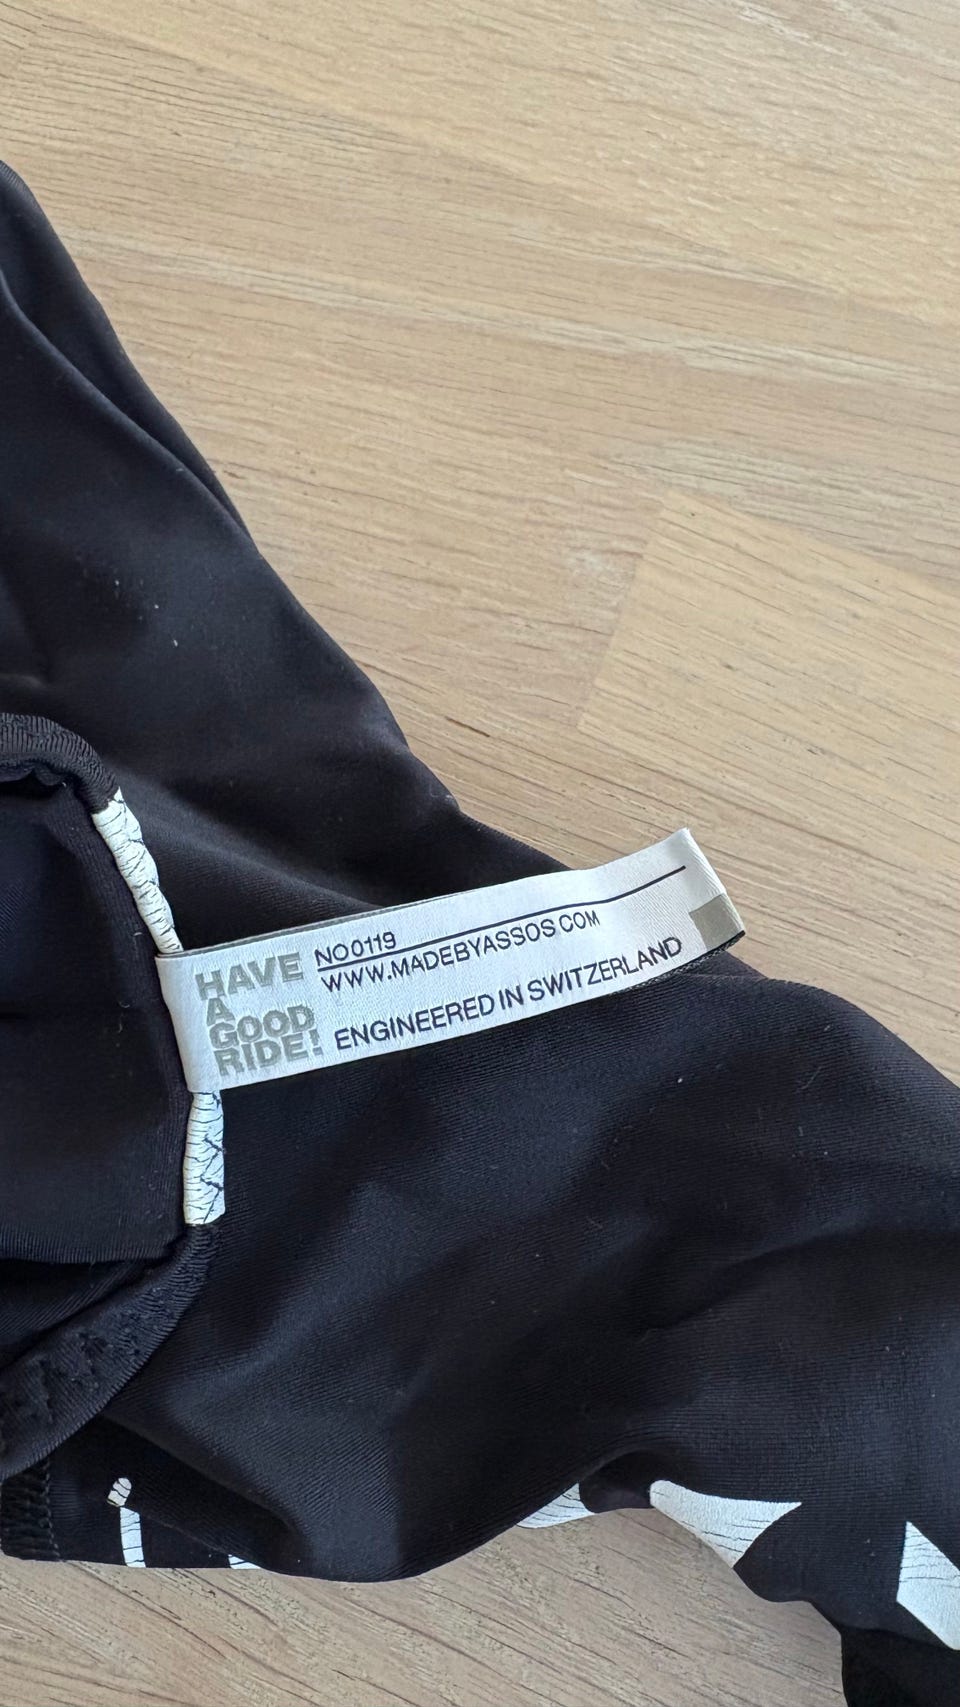 HAVE
A
GOOD
RIDE!
NO0119
WWW.MADEBYASSOS.COM
ENGINEERED IN SWITZERLAND